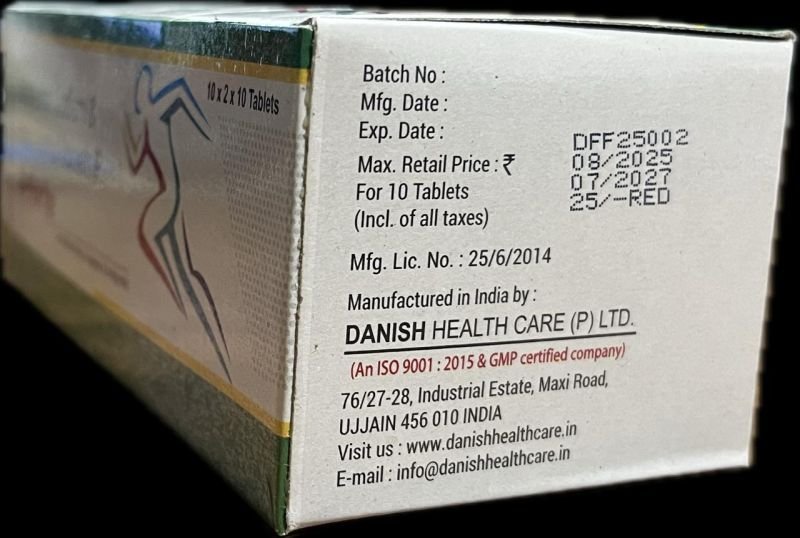 10 x 2 x 10 Tablets
Batch No :
Mfg. Date :
Exp. Date :
Max. Retail Price : ₹
For 10 Tablets
(Incl. of all taxes)
DFF25002
08/2025
07/2027
25/-RED
Mfg. Lic. No. : 25/6/2014
Manufactured in India by :
DANISH HEALTH CARE (P) LTD.
(An ISO 9001 : 2015 & GMP certified company)
76/27-28, Industrial Estate, Maxi Road,
UJJAIN 456 010 INDIA
Visit us : www.danishhealthcare.in
E-mail : info@danishhealthcare.in